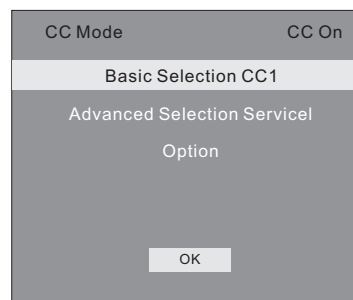 CC Mode CC On
Basic Selection CC1
Advanced Selection Servicel
Option
OK